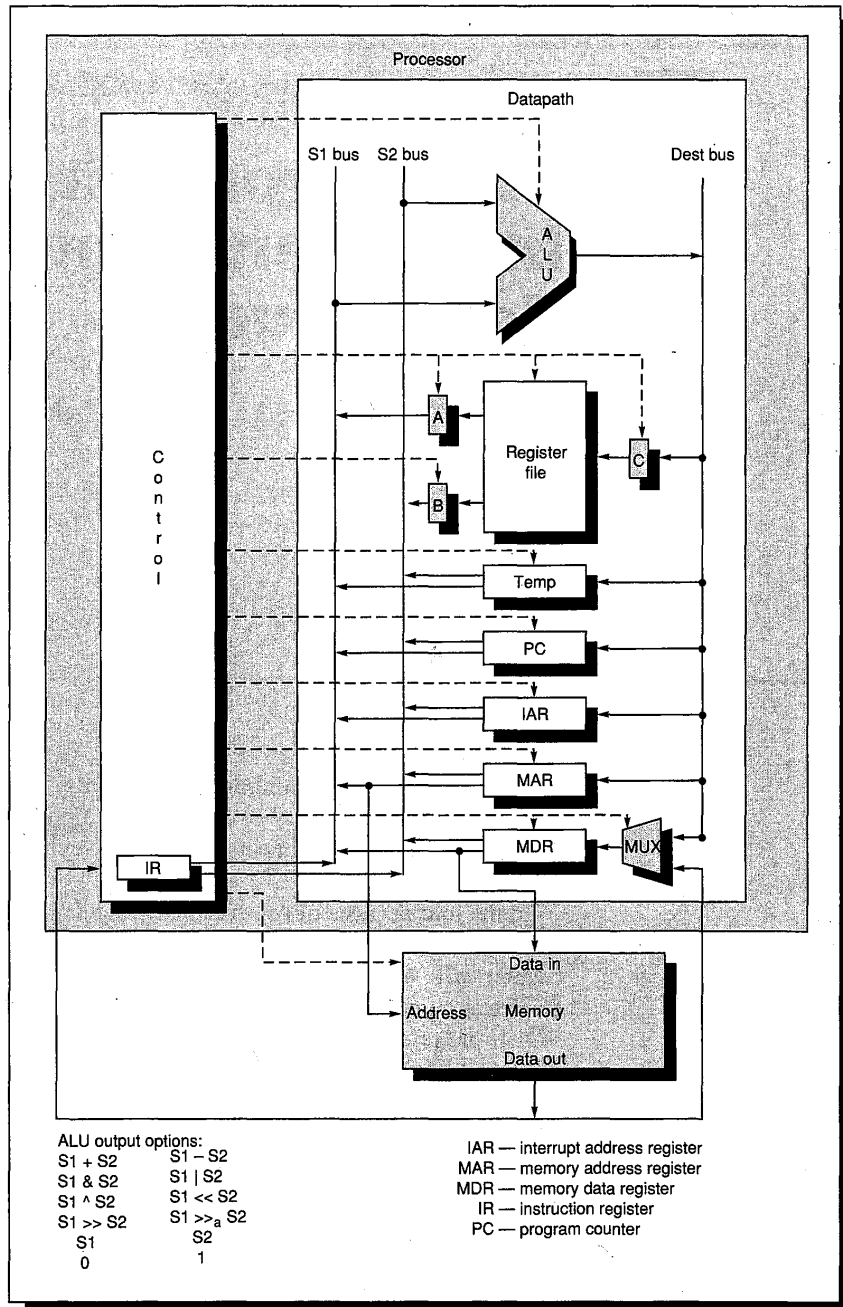 Processor
Datapath
S1 bus
S2 bus
Dest bus
ALU
A
Register file
C
B
Control
Temp
PC
IAR
MAR
MDR
MUX
IR
Data in
Address
Memory
Data out
ALU output options:
S1 + S2
S1 – S2
S1 & S2
S1 | S2
S1 ^ S2
S1 << S2
S1 >> S2
S1 >>a S2
S1
S2
0
1
IAR — interrupt address register
MAR — memory address register
MDR — memory data register
IR — instruction register
PC — program counter